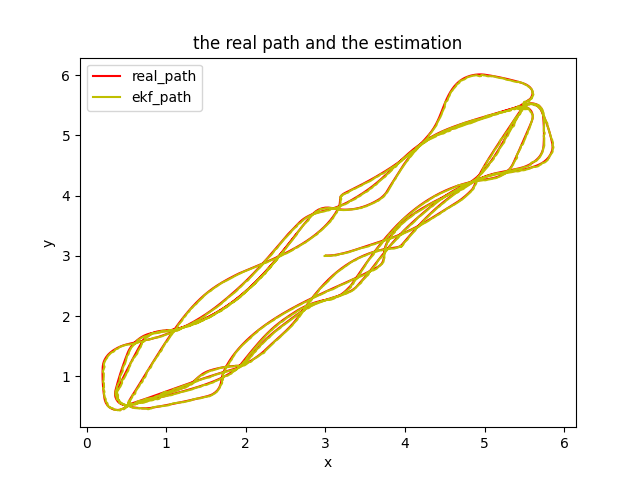 the real path and the estimation
real_path
ekf_path
6
5
4
3
2
1
y
0 1 2 3 4 5 6
x